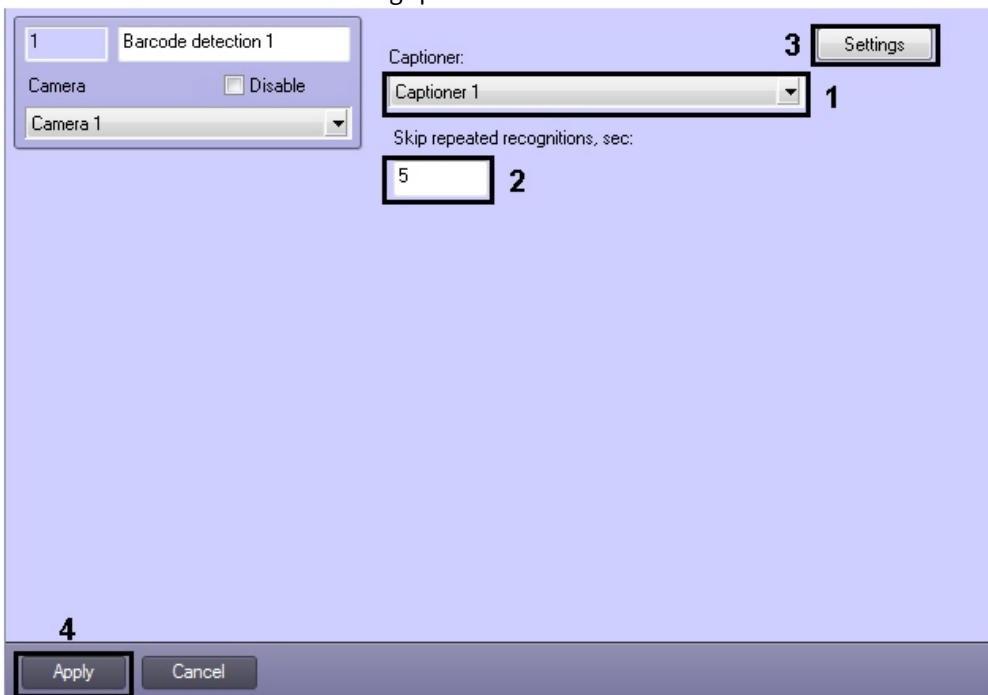 1 Barcode detection 1
Camera Disable
Camera 1
Captioner:
Captioner 1
1
Skip repeated recognitions, sec:
5
2
3 Settings
4
Apply Cancel